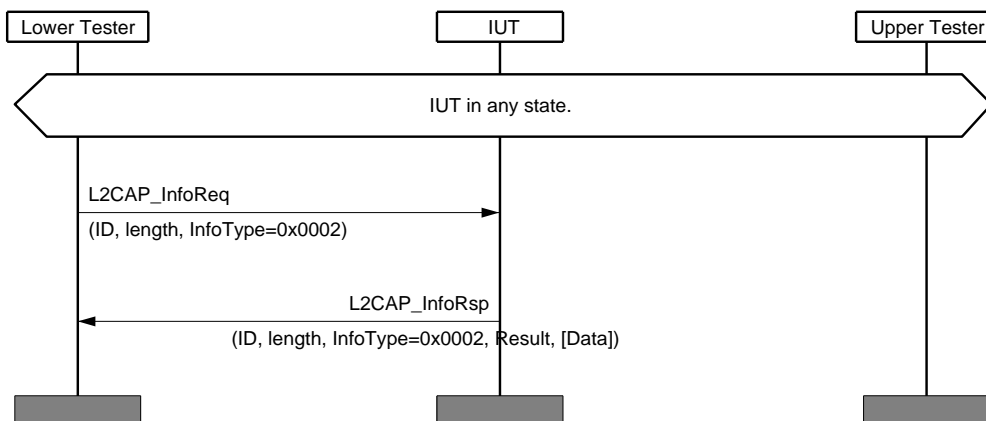 Lower Tester
IUT
Upper Tester
IUT in any state.
L2CAP_InfoReq
(ID, length, InfoType=0x0002)
L2CAP_InfoRsp
(ID, length, InfoType=0x0002, Result, [Data])